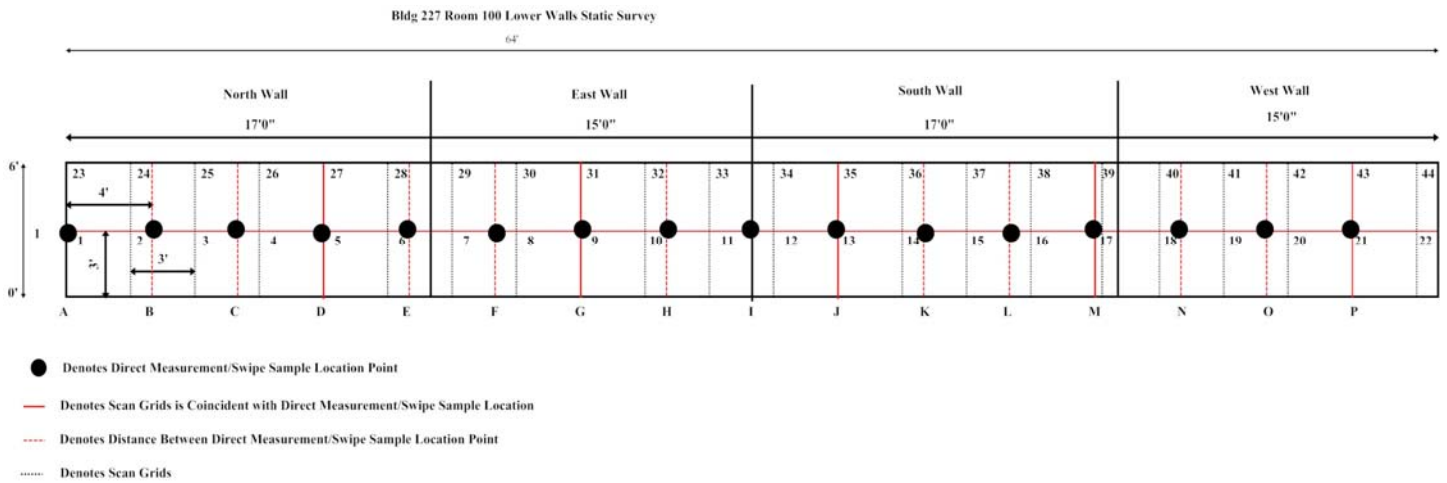 Bldg 227 Room 100 Lower Walls Static Survey
64'
North Wall
East Wall
South Wall
West Wall
17'0"
15'0"
17'0"
15'0"
6'
23 24 25 26 27 28 29 30 31 32 33 34 35 36 37 38 39 40 41 42 43 44
4'
1
1 2 3 4 5 6 7 8 9 10 11 12 13 14 15 16 17 18 19 20 21 22
3'
3'
0'
A B C D E F G H I J K L M N O P
Denotes Direct Measurement/Swipe Sample Location Point
Denotes Scan Grids is Coincident with Direct Measurement/Swipe Sample Location
Denotes Distance Between Direct Measurement/Swipe Sample Location Point
Denotes Scan Grids